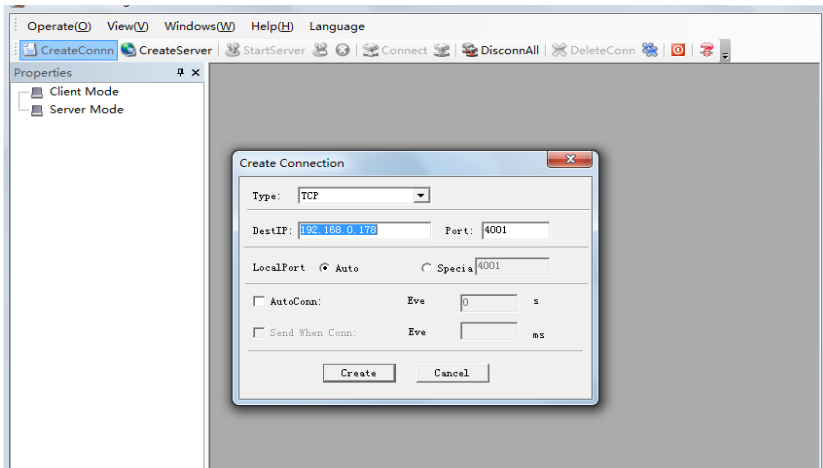 Operate(O) View(V) Windows(W) Help(H) Language
CreateConnn CreateServer StartServer Connect DisconnAll DeleteConn
Properties
Client Mode
Server Mode
Create Connection
Type: TCP
DestIP: 192.168.0.178 Port: 4001
LocalPort Auto Specia 4001
AutoConn: Eve 0 s
Send When Conn: Eve ms
Create Cancel